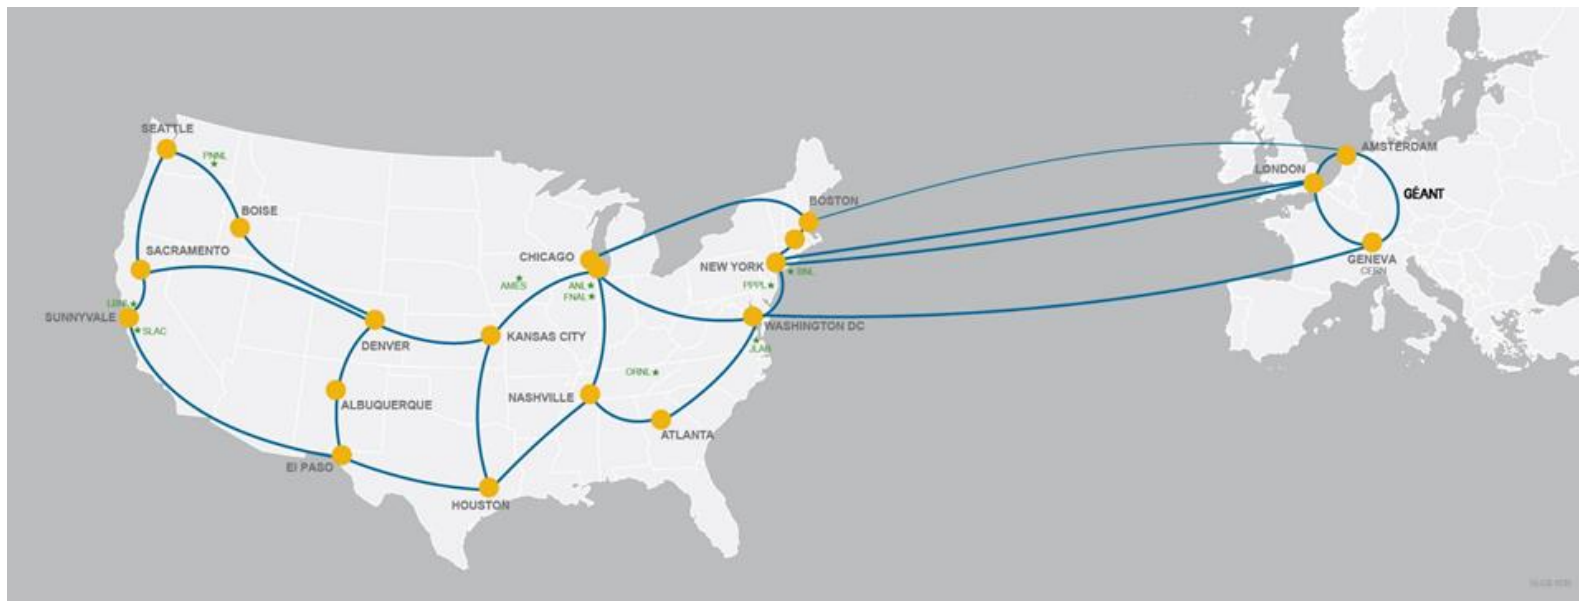 SEATTLE
PNNL
BOISE
SACRAMENTO
SUNNYVALE
SLAC
DENVER
ALBUQUERQUE
El PASO
HOUSTON
KANSAS CITY
AMES
CHICAGO
ANL
FNAL
NASHVILLE
ORNL
ATLANTA
WASHINGTON DC
JLAB
PPPL
NEW YORK
BNL
BOSTON
LONDON
AMSTERDAM
GÉANT
GENEVA
CERN